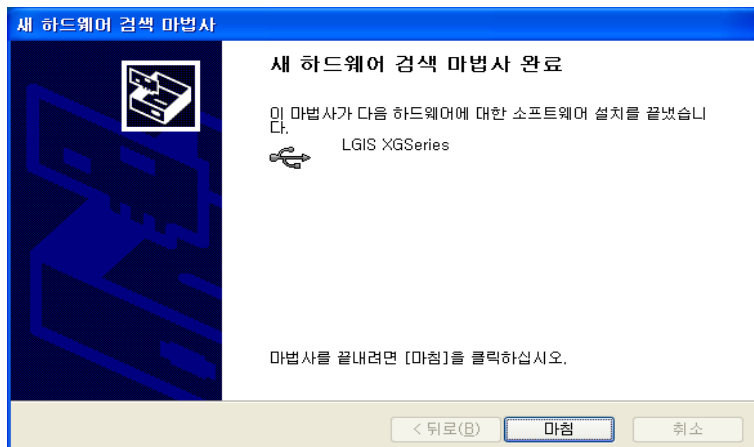 새 하드웨어 검색 마법사
새 하드웨어 검색 마법사 완료
이 마법사가 다음 하드웨어에 대한 소프트웨어 설치를 끝냈습니
다.
LGIS XGSeries
마법사를 끝내려면 [마침]을 클릭하십시오.
< 뒤로(B) 마침 취소